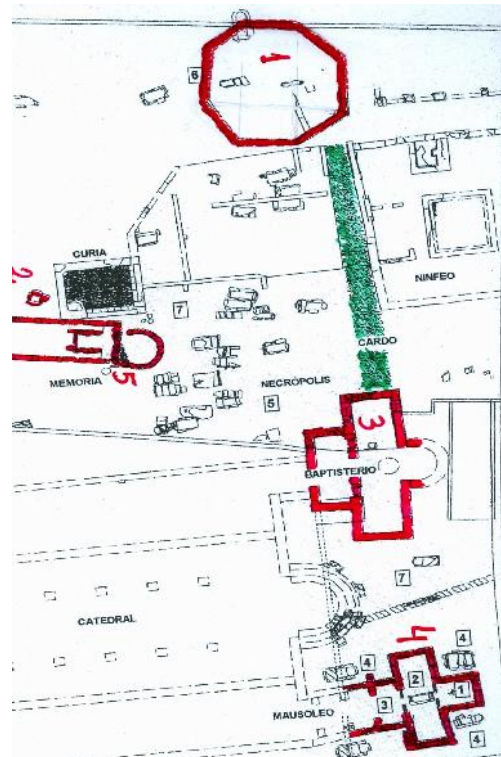 1
6
CURIA
NINFEO
2
7
CARDO
5
MEMORIA
NECRÓPOLIS
5
3
BAPTISTERIO
7
CATEDRAL
4
4
4
2
1
3
MAUSOLEO
4